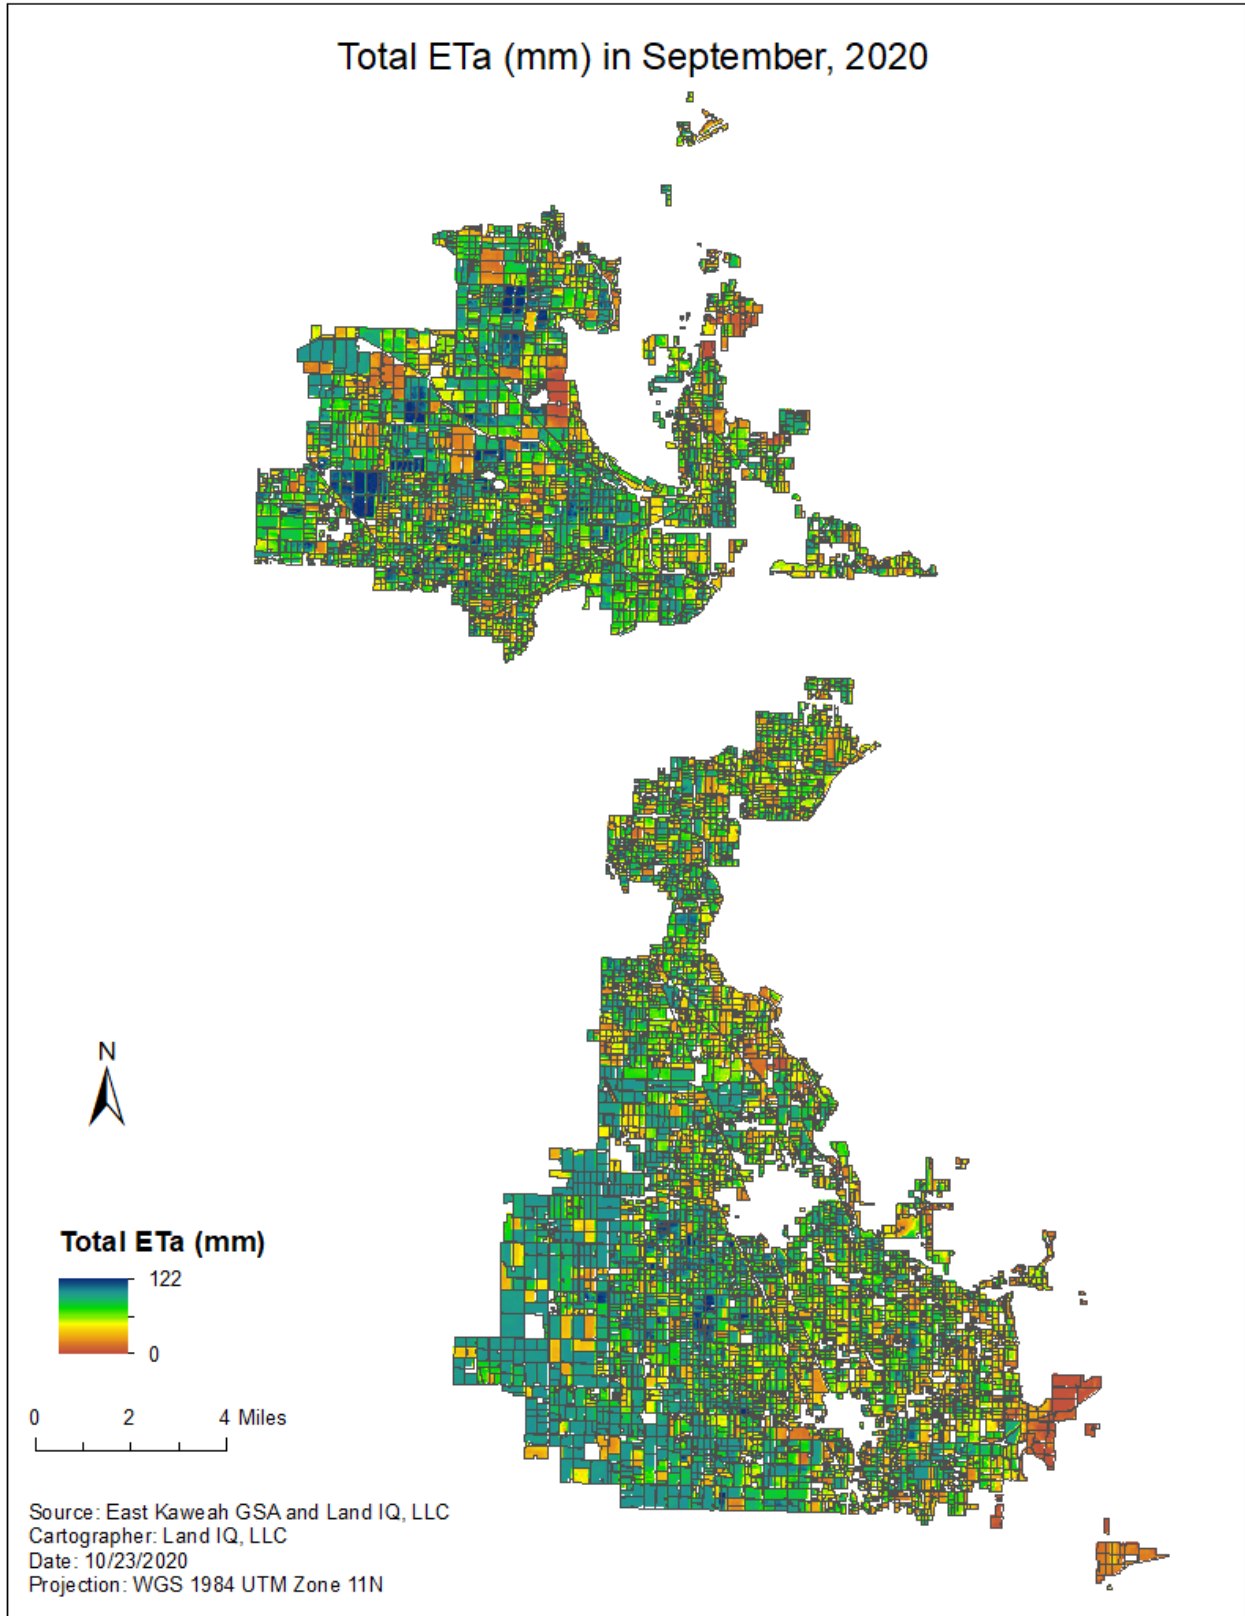 Total ETa (mm) in September, 2020
N
Total ETa (mm)
122
0
0 2 4 Miles
Source: East Kaweah GSA and Land IQ, LLC
Cartographer: Land IQ, LLC
Date: 10/23/2020
Projection: WGS 1984 UTM Zone 11N